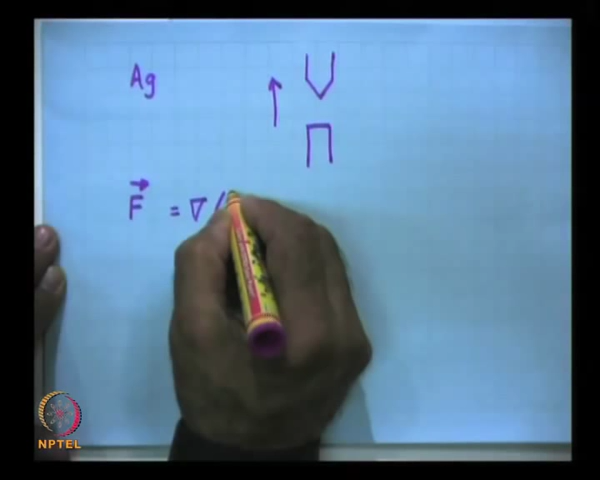 Ag
F⃗ = ∇ (
NPTEL